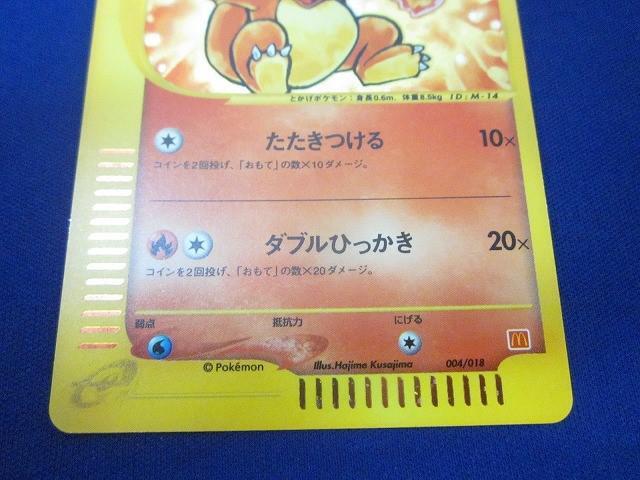 とかげポケモン：身長0.6m、体重8.5kg ID：M-14
たたきつける 10×
コインを2回投げ、「おもて」の数×10ダメージ。
ダブルひっかき 20×
コインを2回投げ、「おもて」の数×20ダメージ。
弱点 抵抗力 にげる
©Pokémon Illus.Hajime Kusajima 004/018